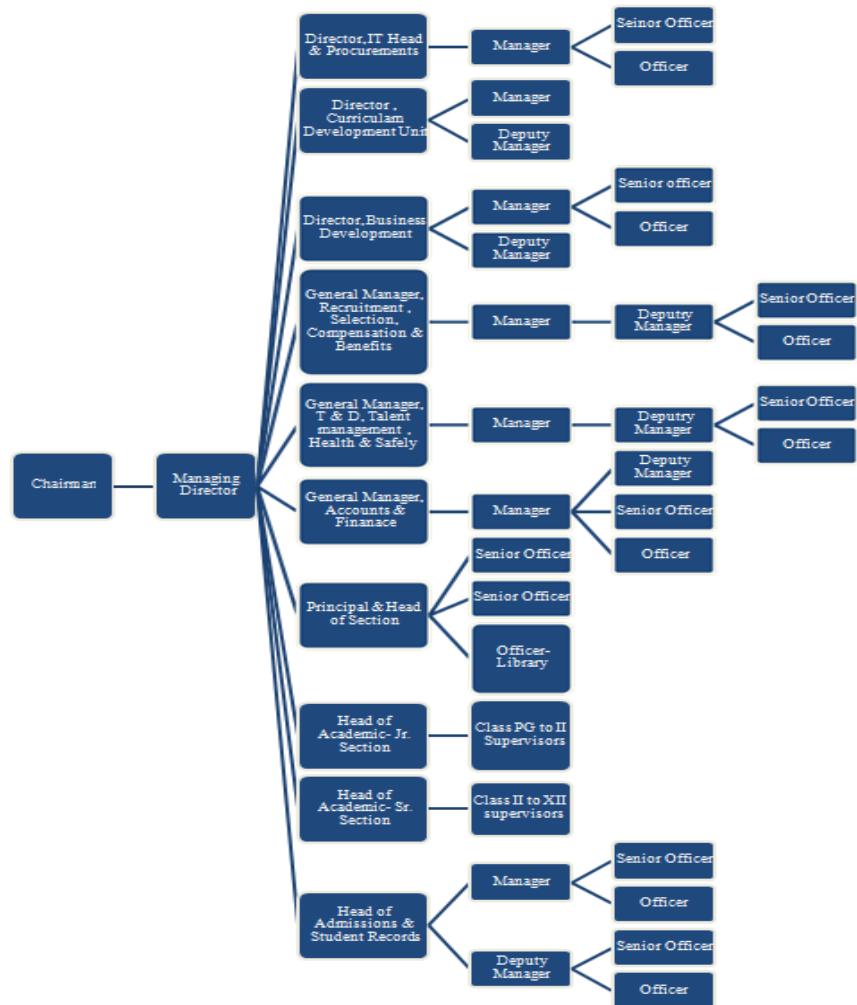 Chairman
Managing
Director
Director,IT Head
& Procurements
Manager
Seinor Officer
Officer
Director ,
Curriculam
Development Unit
Manager
Deputy
Manager
Director,Business
Development
Manager
Senior officer
Officer
Deputy
Manager
General Manager,
Recruitment ,
Selection,
Compensation &
Benefits
Manager
Deputry
Manager
Senior Officer
Officer
General Manager,
T & D, Talent
management ,
Health & Safely
Manager
Deputry
Manager
Senior Officer
Officer
General Manager,
Accounts &
Finanace
Manager
Deputy
Manager
Senior Officer
Officer
Principal & Head
of Section
Senior Officer
Senior Officer
Officer-
Library
Head of
Academic- Jr.
Section
Class PG to II
Supervisors
Head of
Academic- Sr.
Section
Class II to XII
supervisors
Head of
Admissions &
Student Records
Manager
Senior Officer
Officer
Deputy
Manager
Senior Officer
Officer